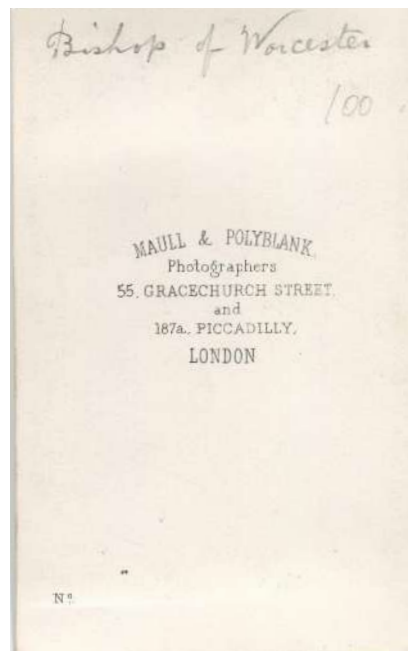 Bishop of Worcester
100
MAULL & POLYBLANK,
Photographers
55, GRACECHURCH STREET,
and
187a., PICCADILLY,
LONDON
Nº